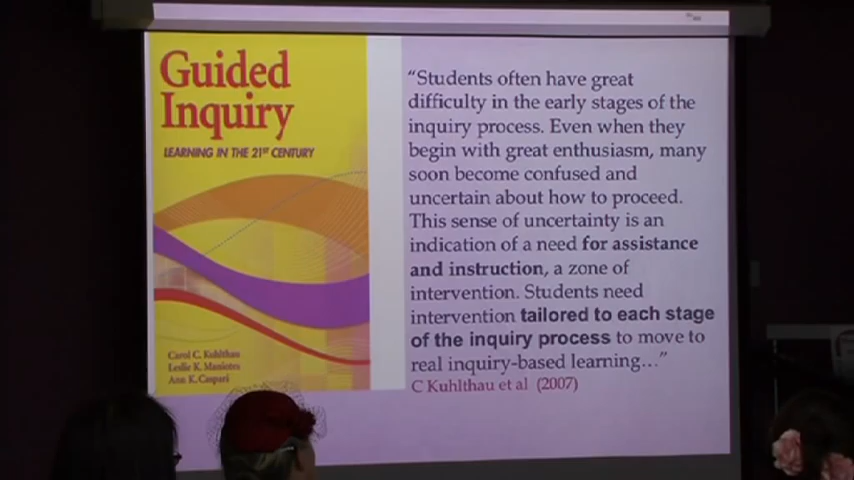 Guided
Inquiry
LEARNING IN THE 21ST CENTURY
Carol C. Kuhlthau
Leslie K. Maniotes
Ann K. Caspari
“Students often have great
difficulty in the early stages of the
inquiry process. Even when they
begin with great enthusiasm, many
soon become confused and
uncertain about how to proceed.
This sense of uncertainty is an
indication of a need for assistance
and instruction, a zone of
intervention. Students need
intervention tailored to each stage
of the inquiry process to move to
real inquiry-based learning…”
C Kuhlthau et al (2007)